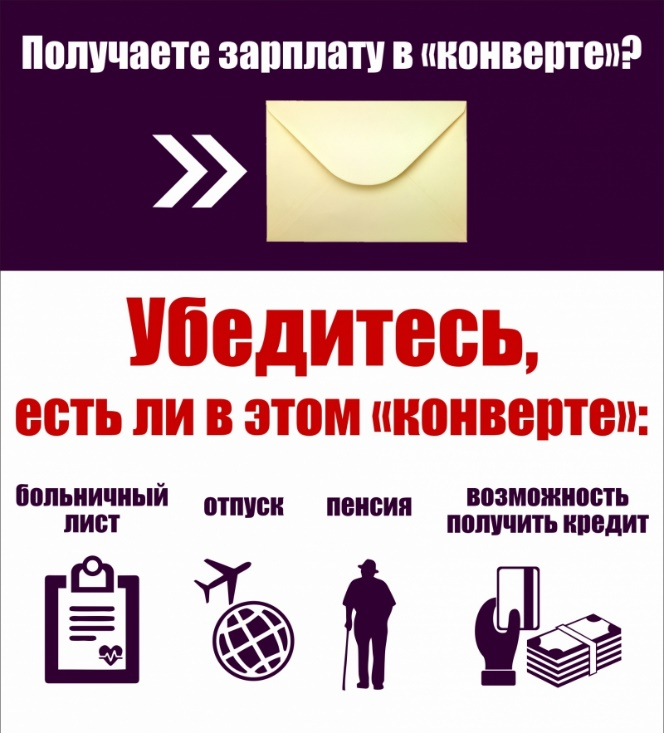 Получаете зарплату в «конверте»?
Убедитесь,
есть ли в этом «конверте»:
больничный
лист
отпуск
пенсия
возможность
получить кредит